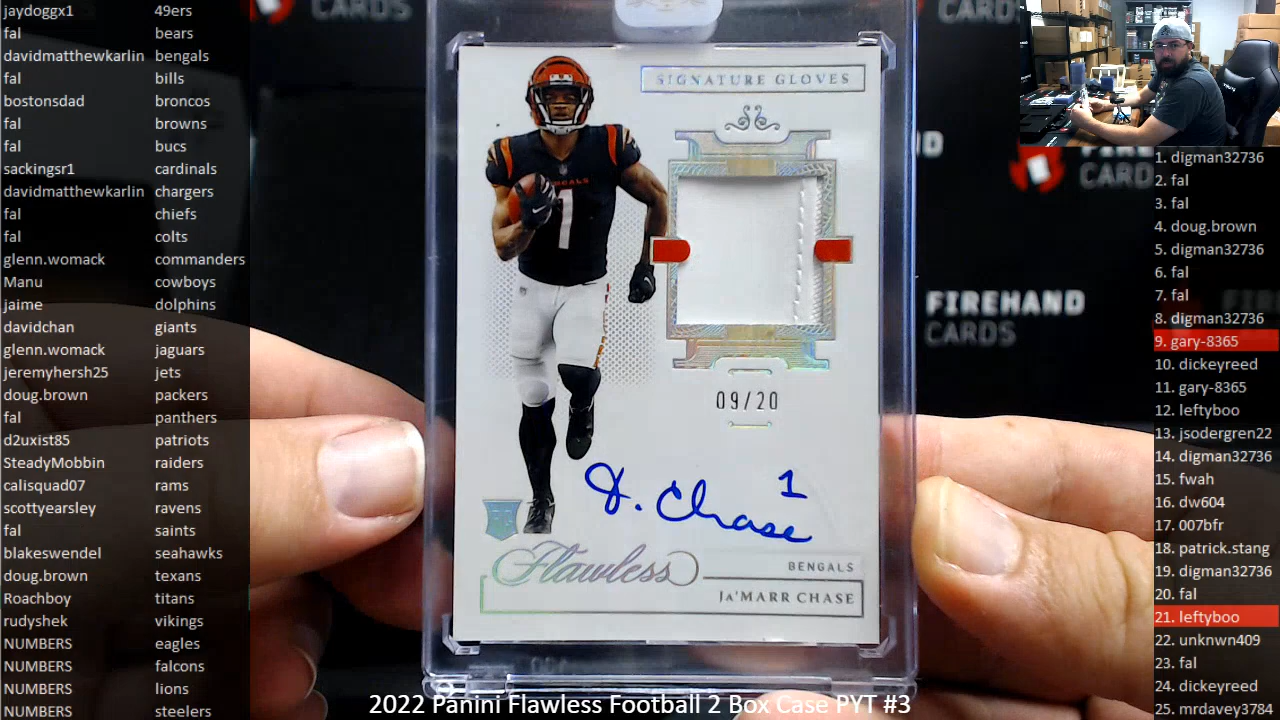 jaydoggx1 49ers
fal bears
davidmatthewkarlin bengals
fal bills
bostonsdad broncos
fal browns
fal bucs
sackingsr1 cardinals
davidmatthewkarlin chargers
fal chiefs
fal colts
glenn.womack commanders
Manu cowboys
jaime dolphins
davidchan giants
glenn.womack jaguars
jeremyhersh25 jets
doug.brown packers
fal panthers
d2uxist85 patriots
SteadyMobbin raiders
calisquad07 rams
scottyearsley ravens
fal saints
blakeswendel seahawks
doug.brown texans
Roachboy titans
rudyshek vikings
NUMBERS eagles
NUMBERS falcons
NUMBERS lions
NUMBERS steelers
CARDS
CARD
SIGNATURE GLOVES
BENGALS
1
09/20
J. Chase 1
Flawless
BENGALS
JA'MARR CHASE
FIREHAND
CARDS
CARDS
1. digman32736
2. fal
3. fal
4. doug.brown
5. digman32736
6. fal
7. fal
8. digman32736
9. gary-8365
10. dickeyreed
11. gary-8365
12. leftyboo
13. jsodergren22
14. digman32736
15. fwah
16. dw604
17. 007bfr
18. patrick.stang
19. digman32736
20. fal
21. leftyboo
22. unknwn409
23. fal
24. dickeyreed
25. mrdavey3784
2022 Panini Flawless Football 2 Box Case PYT #3